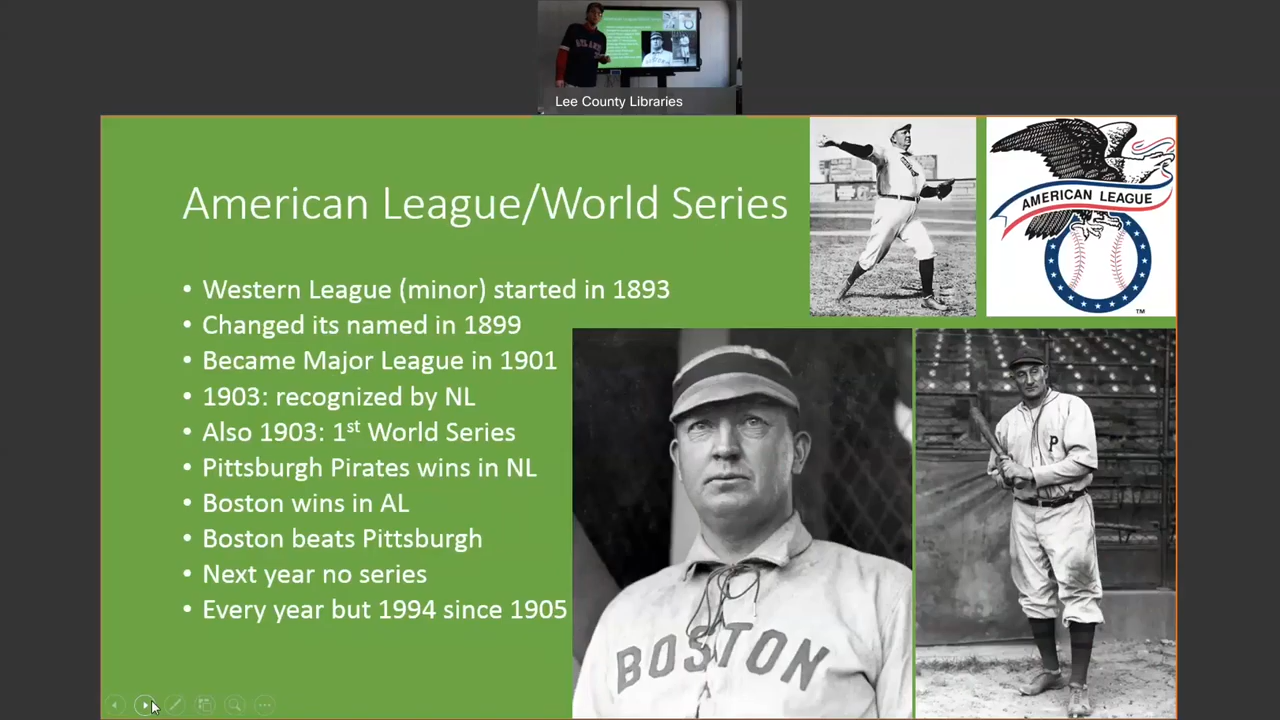 Lee County Libraries
American League/World Series
AMERICAN LEAGUE
TM
• Western League (minor) started in 1893
• Changed its named in 1899
• Became Major League in 1901
• 1903: recognized by NL
• Also 1903: 1st World Series
• Pittsburgh Pirates wins in NL
• Boston wins in AL
• Boston beats Pittsburgh
• Next year no series
• Every year but 1994 since 1905
P
BOSTON